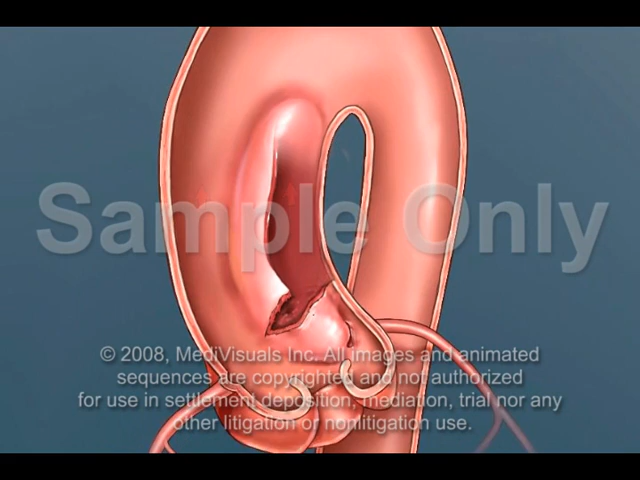 Sample Only
© 2008, MediVisuals Inc. All images and animated
sequences are copyrighted and not authorized
for use in settlement deposition, mediation, trial nor any
other litigation or nonlitigation use.